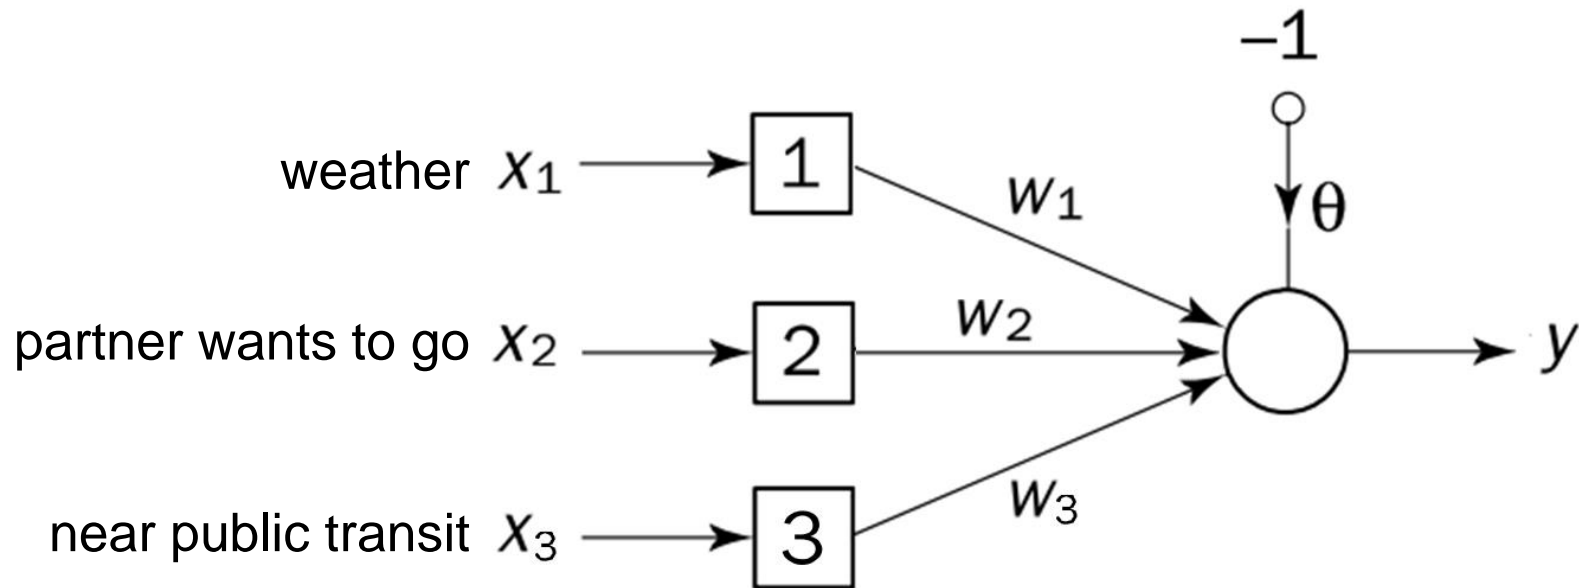 –1
weather x₁ 1 w₁ θ
partner wants to go x₂ 2 w₂ y
near public transit x₃ 3 w₃